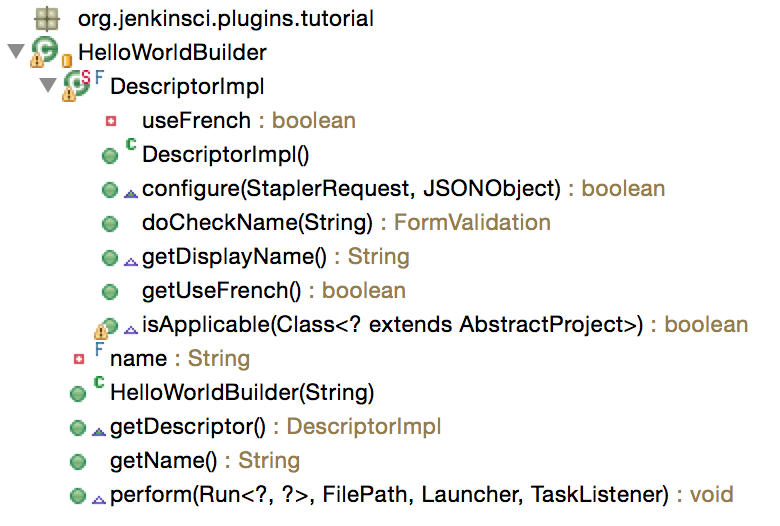 org.jenkinsci.plugins.tutorial
HelloWorldBuilder
S F DescriptorImpl
useFrench : boolean
C DescriptorImpl()
configure(StaplerRequest, JSONObject) : boolean
doCheckName(String) : FormValidation
getDisplayName() : String
getUseFrench() : boolean
isApplicable(Class<? extends AbstractProject>) : boolean
F name : String
C HelloWorldBuilder(String)
getDescriptor() : DescriptorImpl
getName() : String
perform(Run<?, ?>, FilePath, Launcher, TaskListener) : void